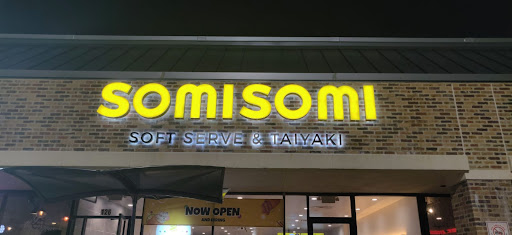 SOMISOMI
SOFT SERVE & TAIYAKI
NOW OPEN